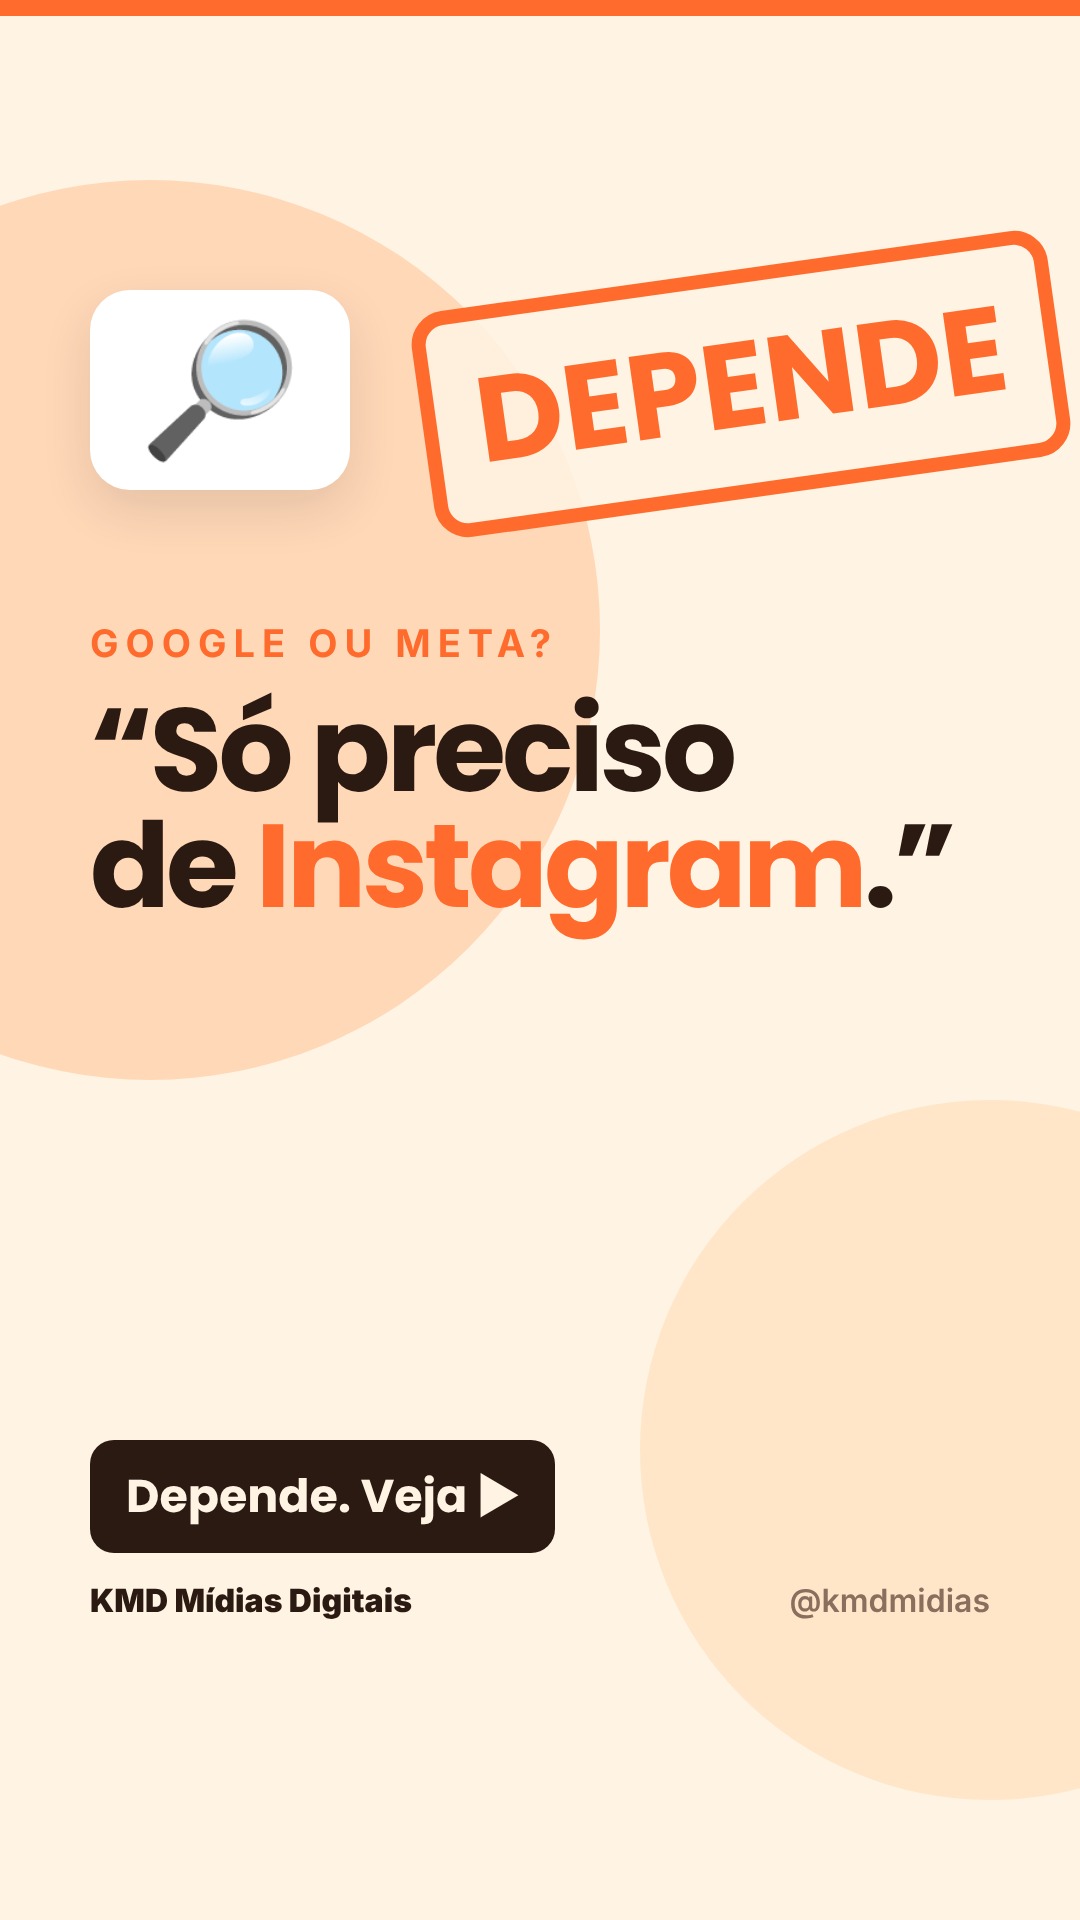 DEPENDE
GOOGLE OU META?
“Só preciso
de Instagram.”
Depende. Veja ▶
KMD Mídias Digitais
@kmdmidias